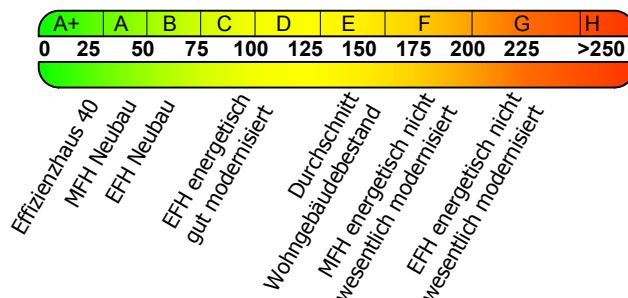 A+ A B C D E F G H
0 25 50 75 100 125 150 175 200 225 >250
Effizienzhaus 40
MFH Neubau
EFH Neubau
EFH energetisch
gut modernisiert
Durchschnitt
Wohngebäudebestand
MFH energetisch nicht
wesentlich modernisiert
EFH energetisch nicht
wesentlich modernisiert